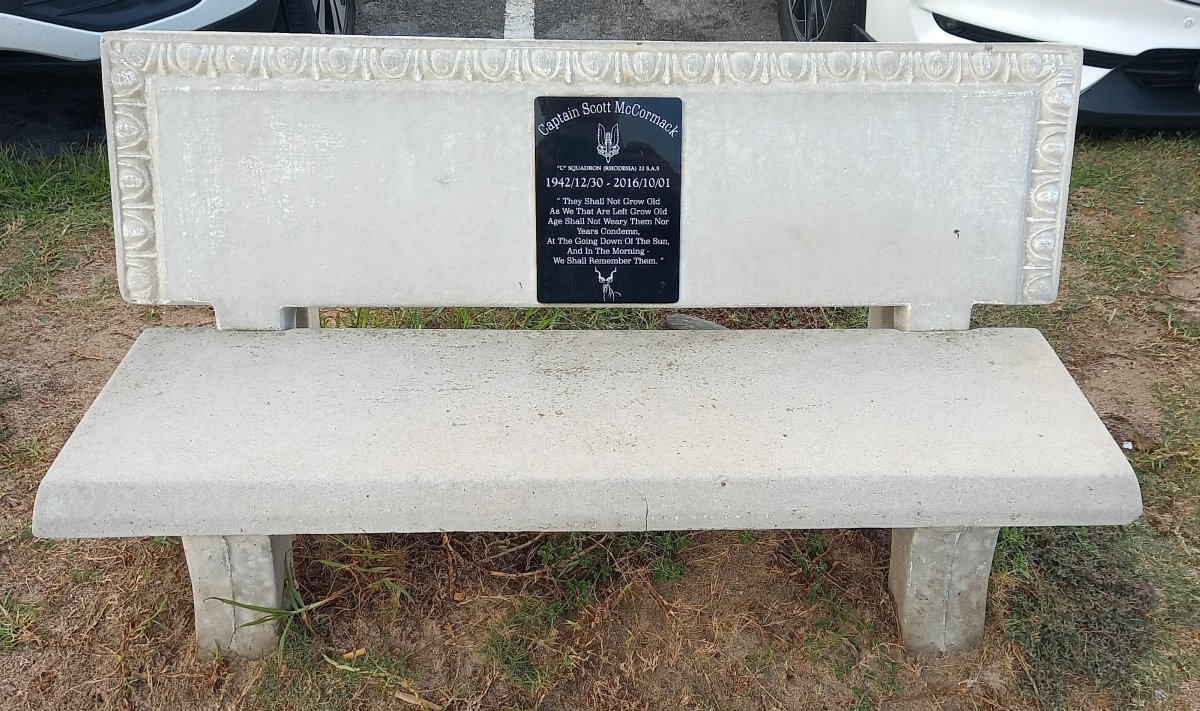 Captain Scott McCormack
"C" SQUADRON (RHODESIA) 22 S.A.S
1942/12/30 - 2016/10/01
" They Shall Not Grow Old
As We That Are Left Grow Old
Age Shall Not Weary Them Nor
Years Condemn,
At The Going Down Of The Sun,
And In The Morning -
We Shall Remember Them. "